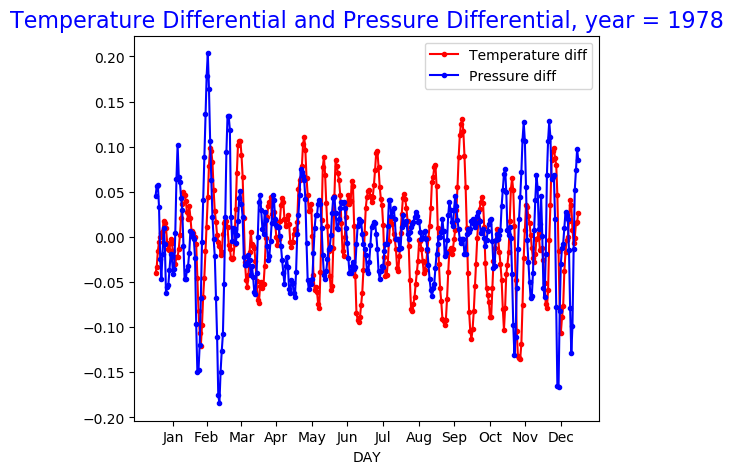 Temperature Differential and Pressure Differential, year = 1978
Temperature diff
Pressure diff
0.20
0.15
0.10
0.05
0.00
−0.05
−0.10
−0.15
−0.20
Jan Feb Mar Apr May Jun Jul Aug Sep Oct Nov Dec
DAY